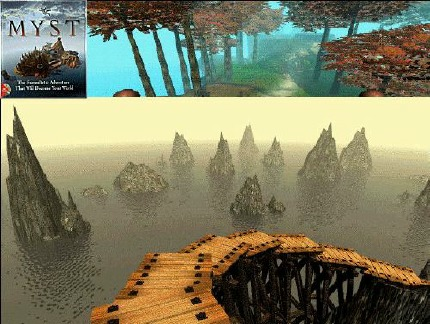 MYST
The Surrealistic Adventure
That Will Become Your World